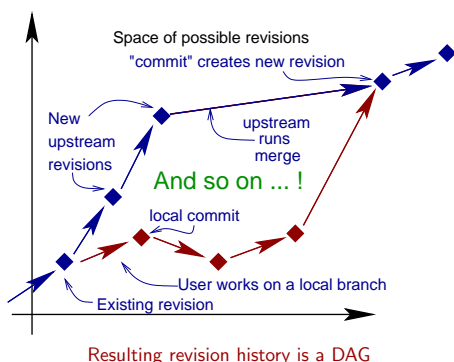 Space of possible revisions
"commit" creates new revision
New
upstream
revisions
upstream
runs
merge
And so on ... !
local commit
User works on a local branch
Existing revision
Resulting revision history is a DAG